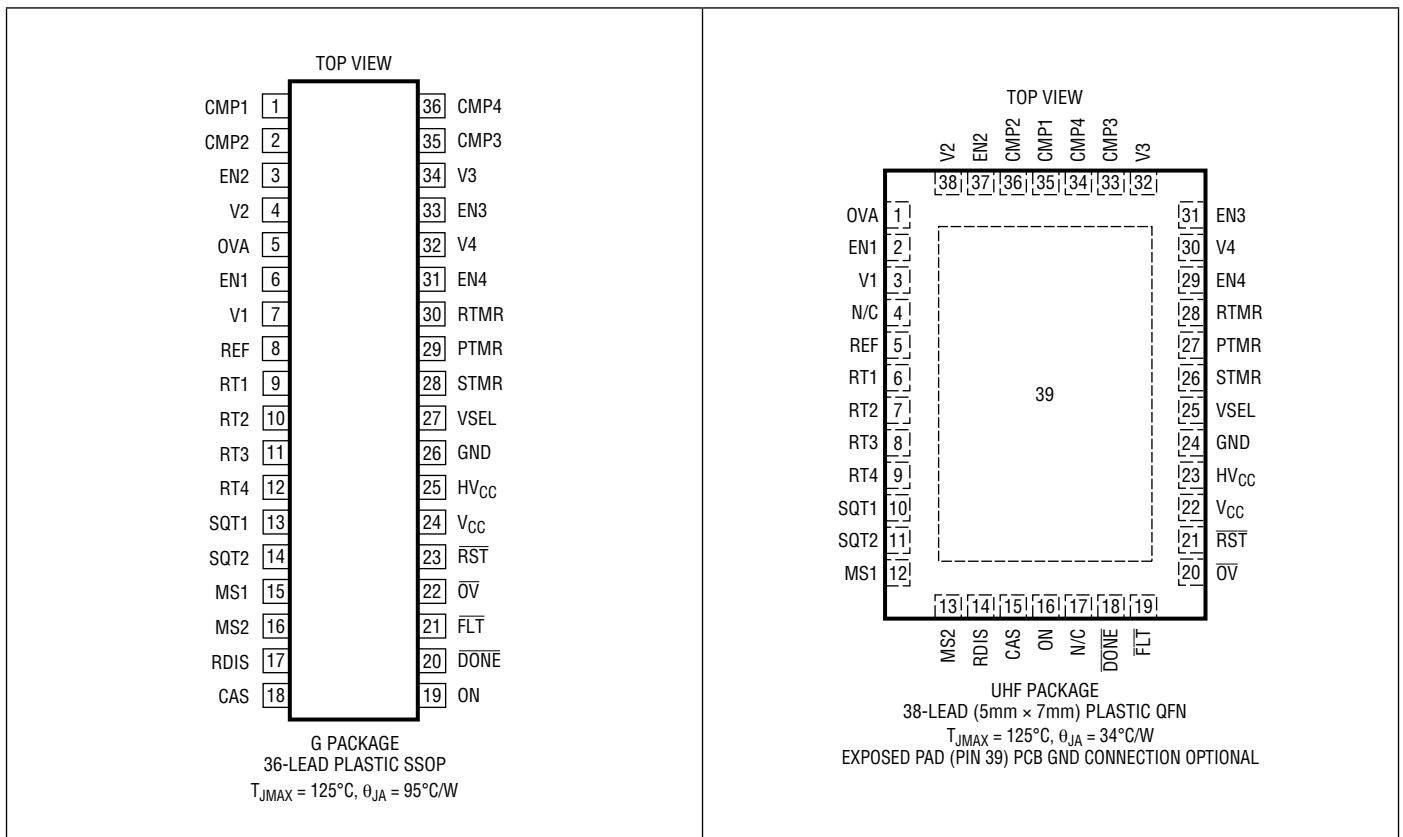 TOP VIEW
CMP1 1 36 CMP4
CMP2 2 35 CMP3
EN2 3 34 V3
V2 4 33 EN3
OVA 5 32 V4
EN1 6 31 EN4
V1 7 30 RTMR
REF 8 29 PTMR
RT1 9 28 STMR
RT2 10 27 VSEL
RT3 11 26 GND
RT4 12 25 HVCC
SQT1 13 24 VCC
SQT2 14 23 R̅S̅T̅
MS1 15 22 O̅V̅
MS2 16 21 F̅L̅T̅
RDIS 17 20 D̅O̅N̅E̅
CAS 18 19 ON
G PACKAGE
36-LEAD PLASTIC SSOP
TJMAX = 125°C, θJA = 95°C/W
TOP VIEW
V2 EN2 CMP2 CMP1 CMP4 CMP3 V3
38 37 36 35 34 33 32
OVA 1 31 EN3
EN1 2 30 V4
V1 3 29 EN4
N/C 4 28 RTMR
REF 5 27 PTMR
RT1 6 26 STMR
RT2 7 25 VSEL
39
RT3 8 24 GND
RT4 9 23 HVCC
SQT1 10 22 VCC
SQT2 11 21 R̅S̅T̅
MS1 12 20 O̅V̅
13 14 15 16 17 18 19
MS2 RDIS CAS ON N/C D̅O̅N̅E̅ F̅L̅T̅
UHF PACKAGE
38-LEAD (5mm × 7mm) PLASTIC QFN
TJMAX = 125°C, θJA = 34°C/W
EXPOSED PAD (PIN 39) PCB GND CONNECTION OPTIONAL